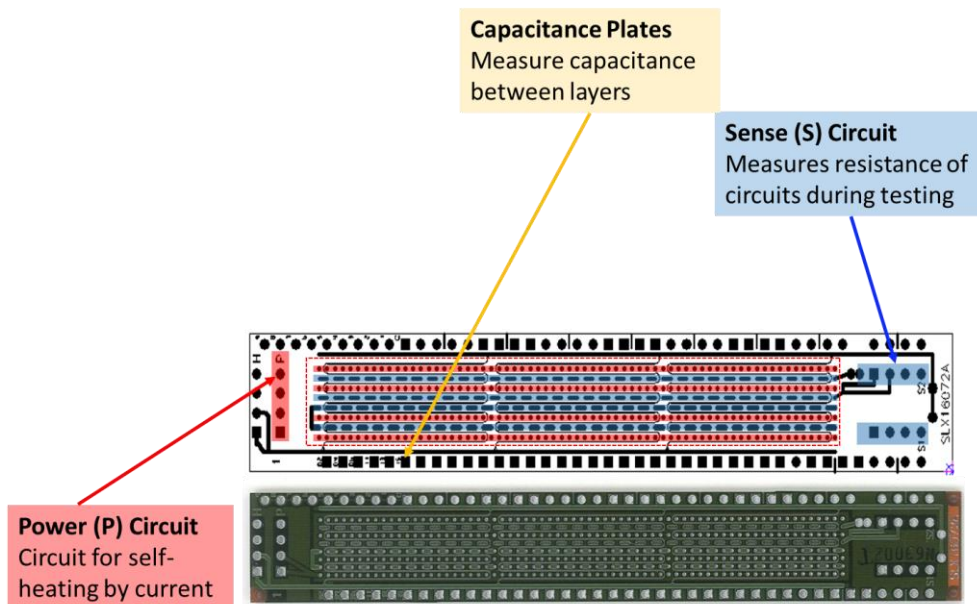 Capacitance Plates
Measure capacitance
between layers
Sense (S) Circuit
Measures resistance of
circuits during testing
H
P
1
S2
S1
SLX16072A
Power (P) Circuit
Circuit for self-
heating by current